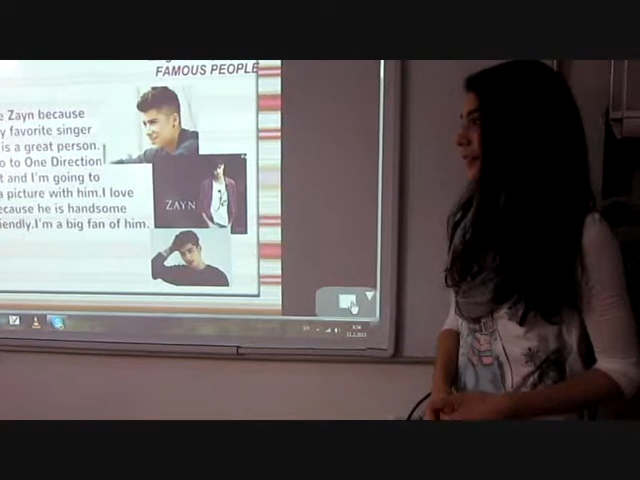 FAMOUS PEOPLE
e Zayn because
y favorite singer
is a great person.
o to One Direction
t and I'm going to
a picture with him.I love
ecause he is handsome
iendly.I'm a big fan of him.
ZAYN